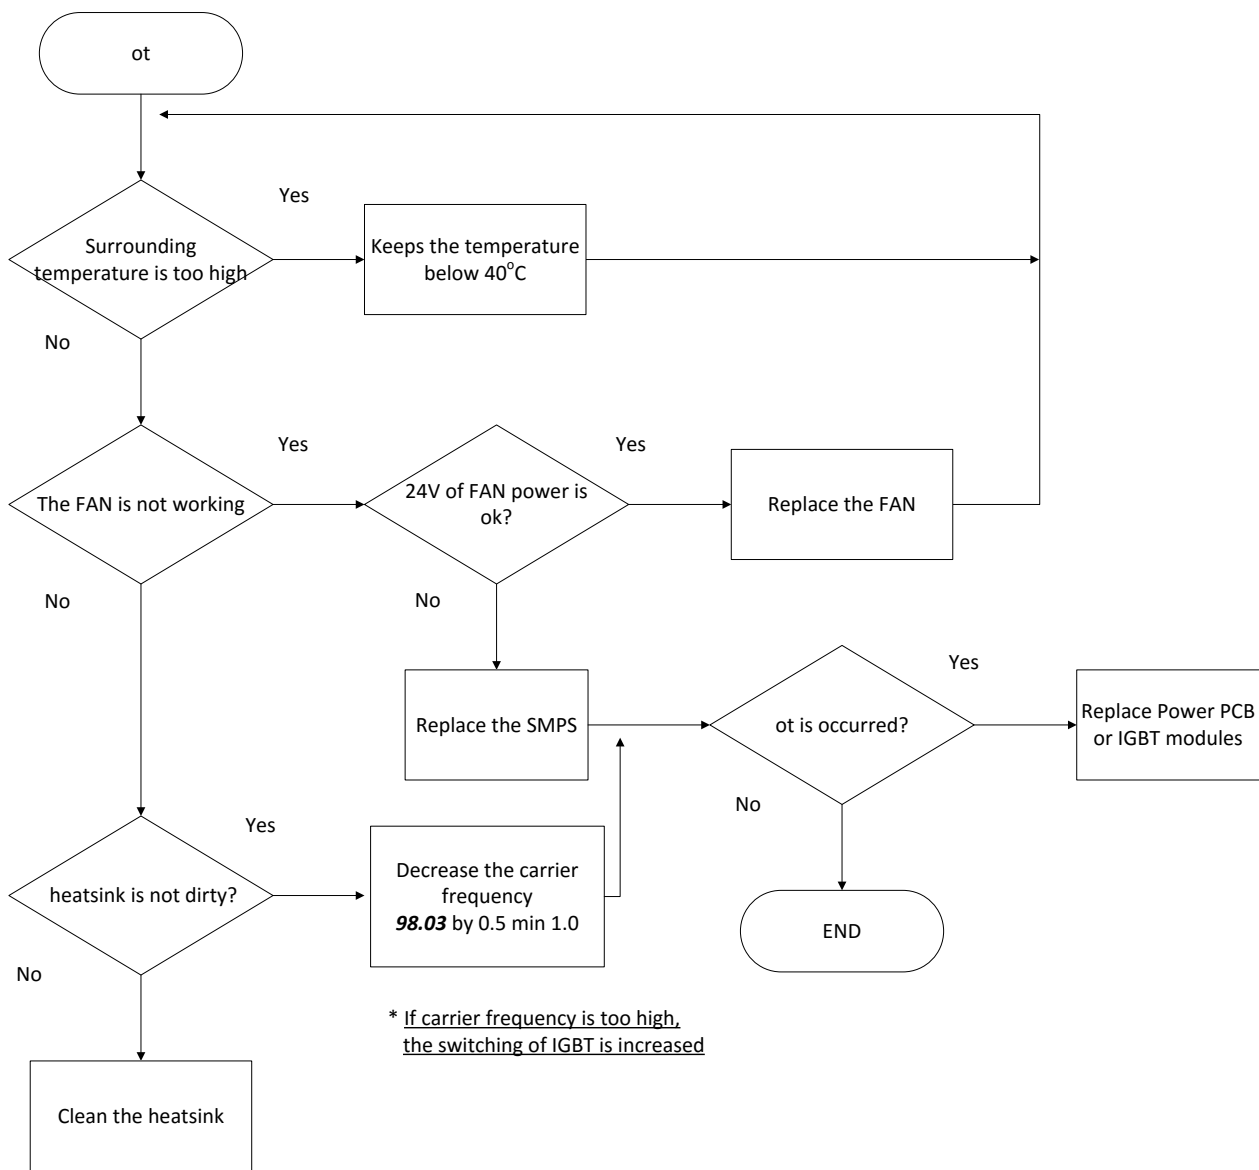 ot
Yes
Surrounding
temperature is too high
Keeps the temperature
below 40°C
No
Yes
Yes
The FAN is not working
24V of FAN power is
ok?
Replace the FAN
No
No
Yes
Replace the SMPS
ot is occurred?
Replace Power PCB
or IGBT modules
No
Yes
heatsink is not dirty?
Decrease the carrier
frequency
98.03 by 0.5 min 1.0
END
No
* If carrier frequency is too high,
the switching of IGBT is increased
Clean the heatsink